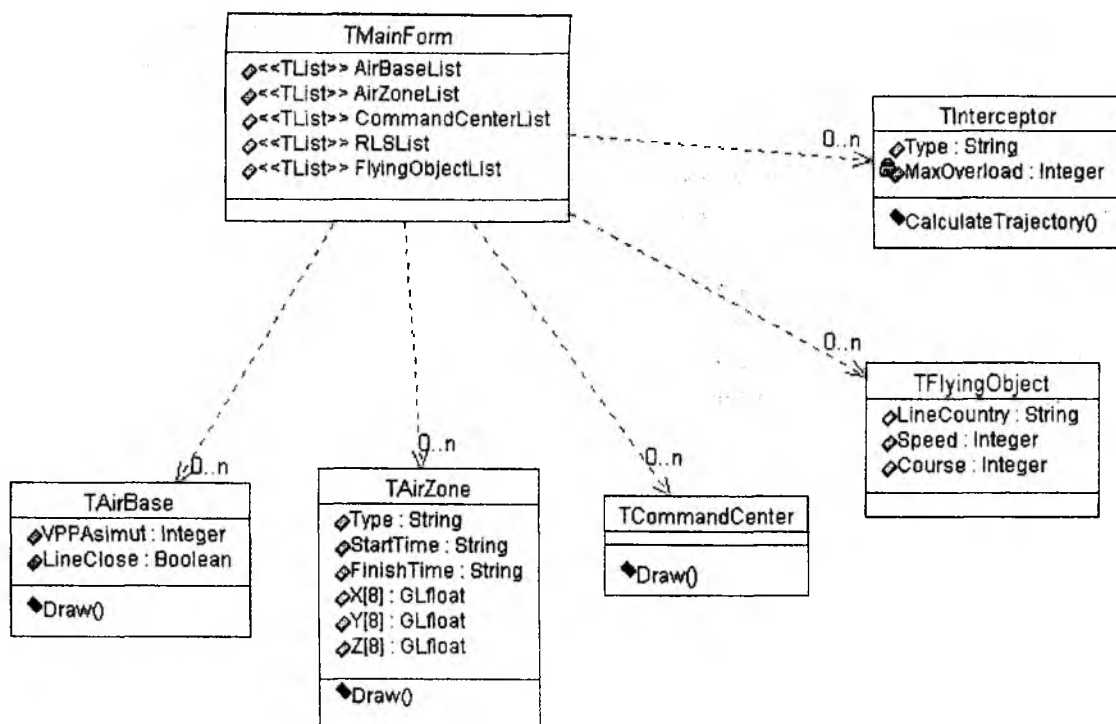 TMainForm
<<TList>> AirBaseList
<<TList>> AirZoneList
<<TList>> CommandCenterList
<<TList>> RLSList
<<TList>> FlyingObjectList
0..n
TInterceptor
Type : String
MaxOverload : Integer
CalculateTrajectory()
0..n
TFlyingObject
LineCountry : String
Speed : Integer
Course : Integer
0..n
TAirBase
VPPAsimut : Integer
LineClose : Boolean
Draw()
0..n
TAirZone
Type : String
StartTime : String
FinishTime : String
X[8] : GLfloat
Y[8] : GLfloat
Z[8] : GLfloat
Draw()
0..n
TCommandCenter
Draw()